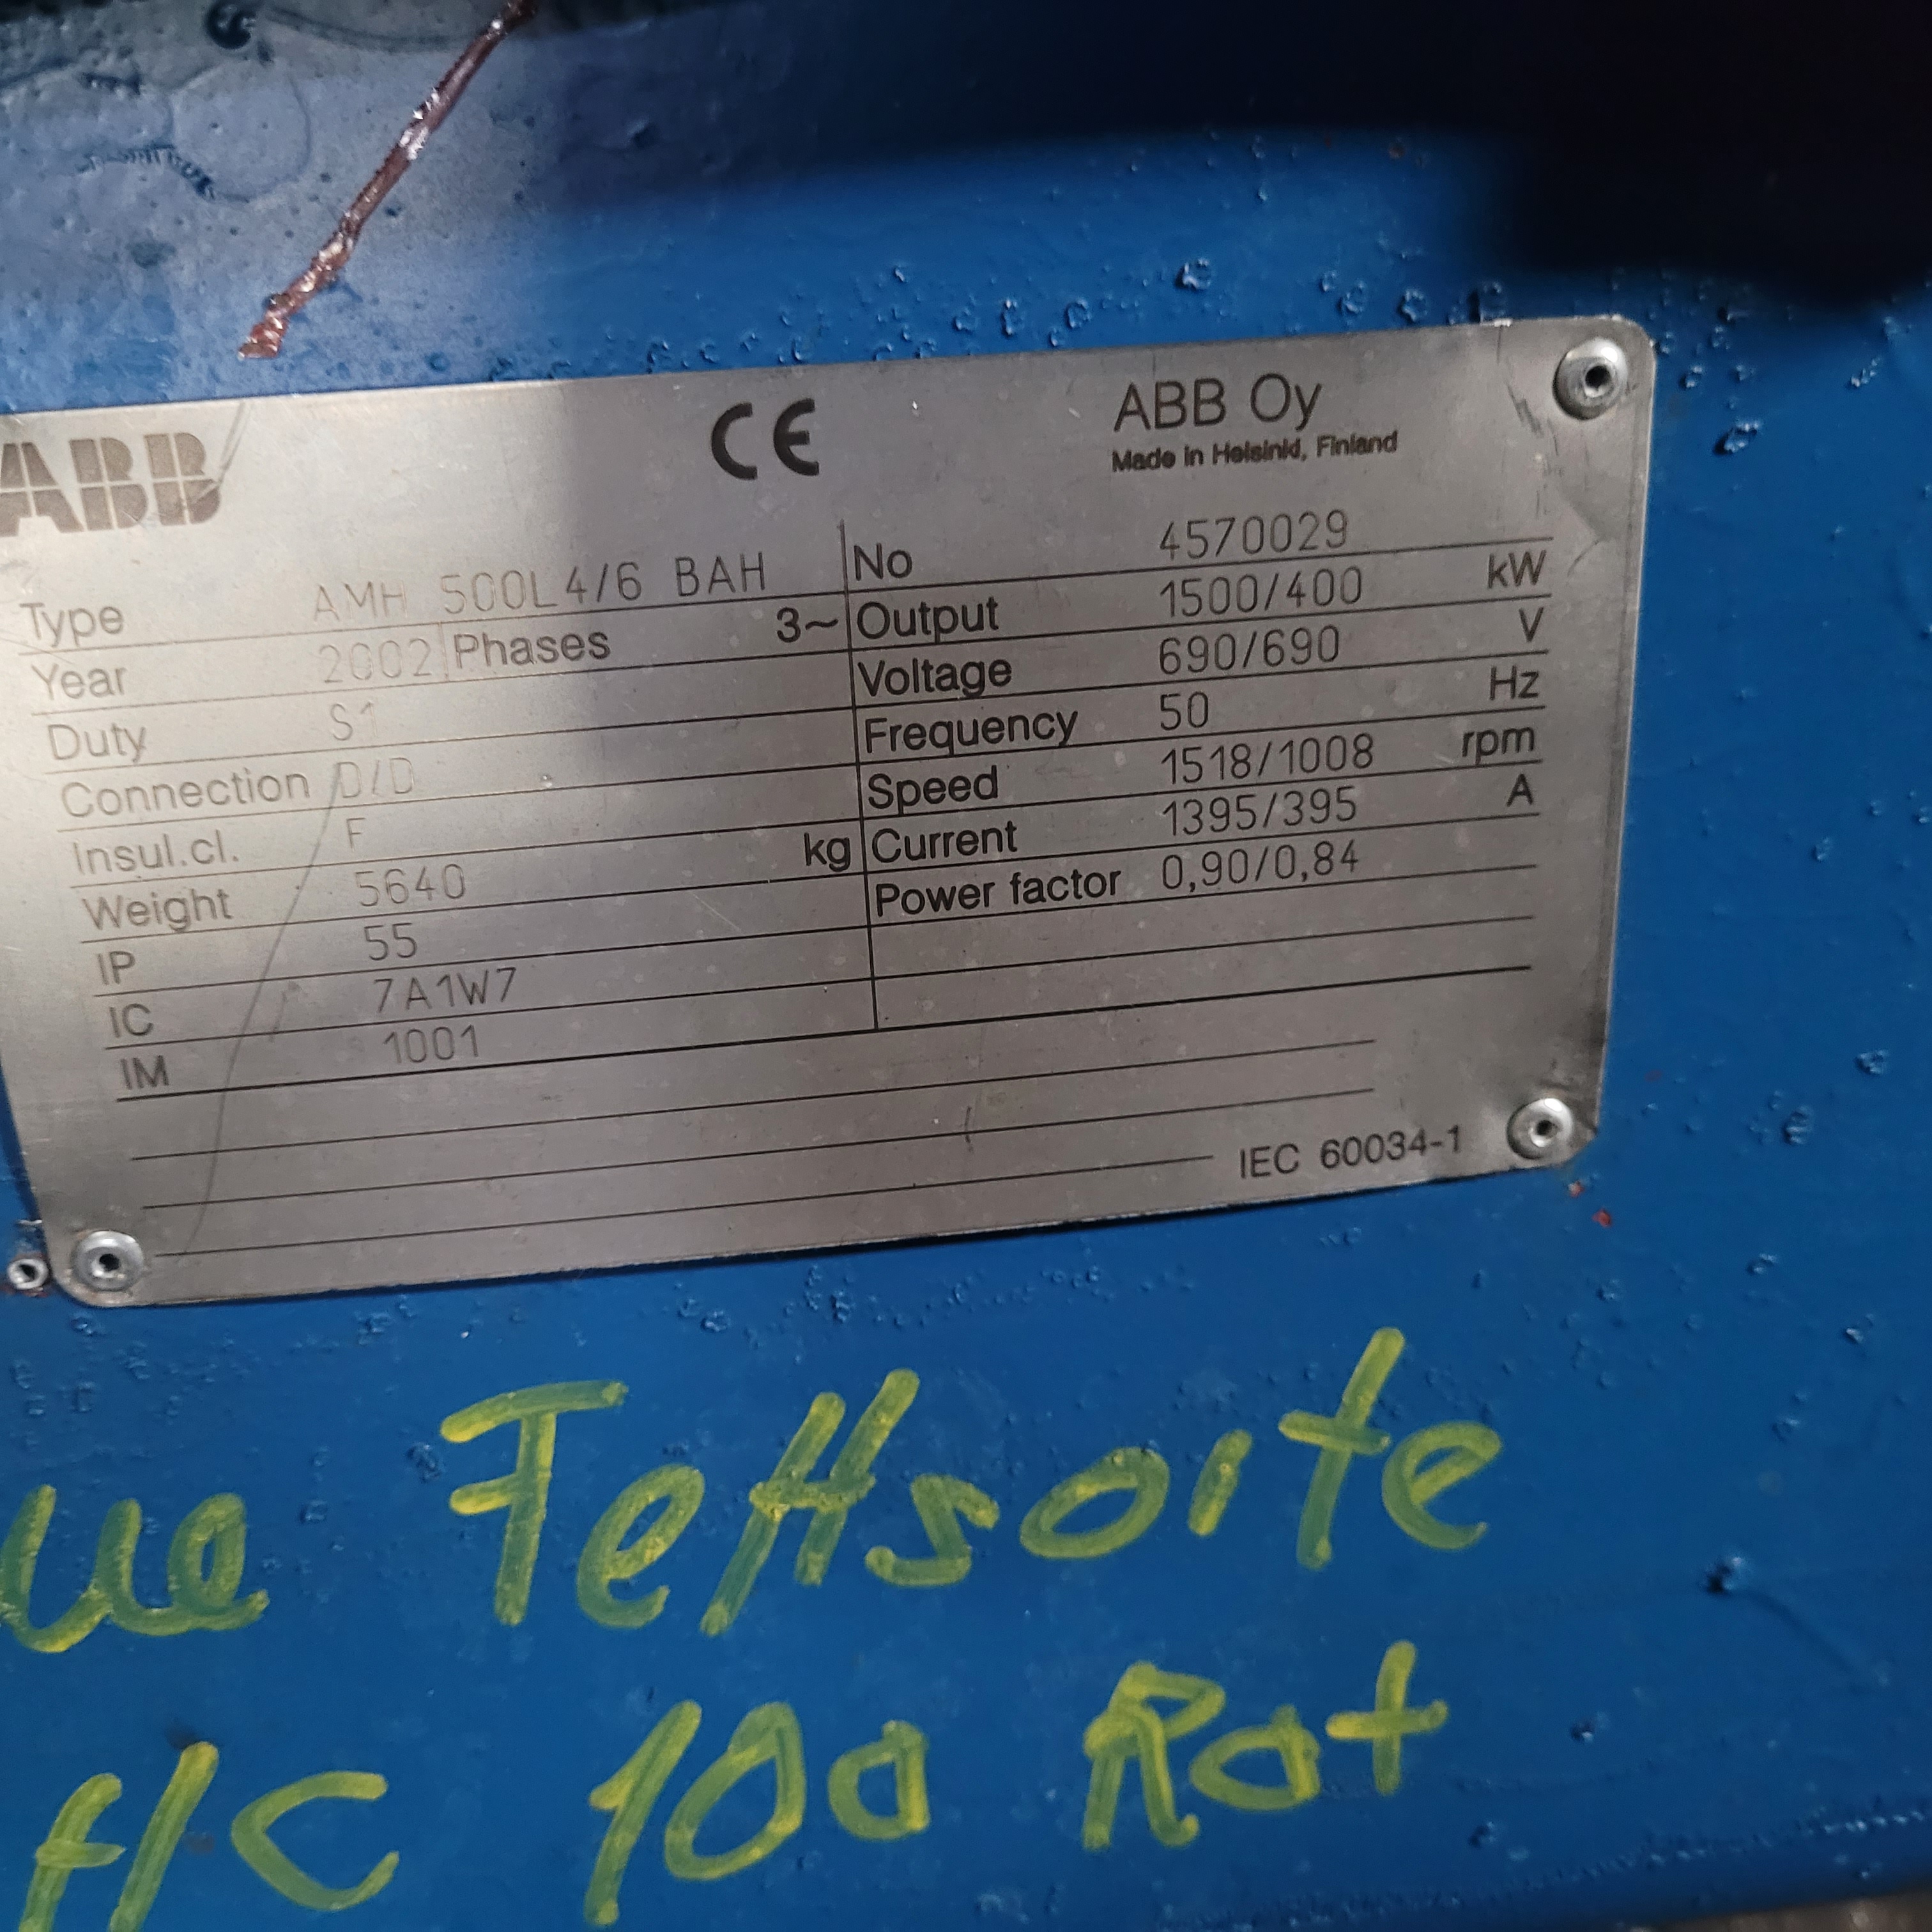 ABB
CE
ABB Oy
Made in Helsinki, Finland
Type AMH 500L4/6 BAH
Year 2002 Phases 3~
Duty S1
Connection D/D
Insul.cl. F
Weight 5640 kg
IP 55
IC 7A1W7
IM 1001
No 4570029
Output 1500/400 kW
Voltage 690/690 V
Frequency 50 Hz
Speed 1518/1008 rpm
Current 1395/395 A
Power factor 0,90/0,84
IEC 60034-1
100 Rot